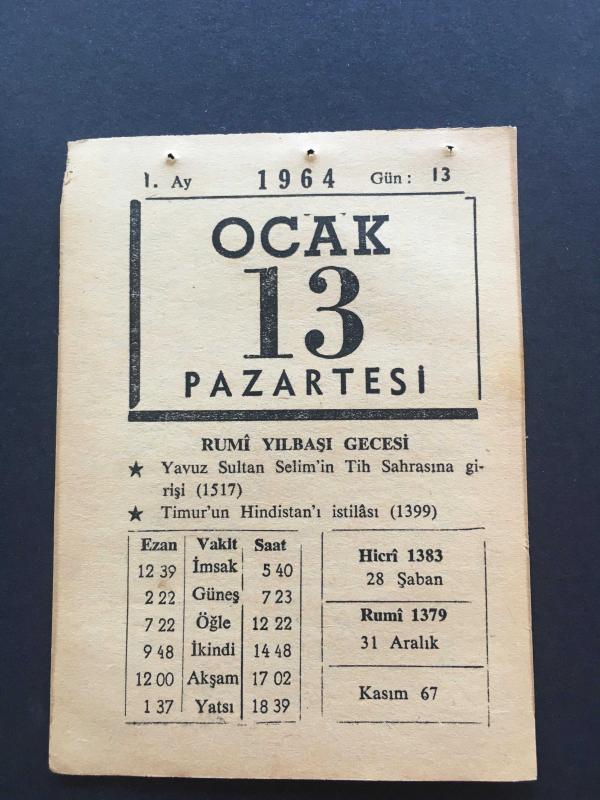 1. Ay 1964 Gün: 13
OCAK
13
PAZARTESİ
RUMÎ YILBAŞI GECESİ
★ Yavuz Sultan Selim'in Tih Sahrasına gi-
rişi (1517)
★ Timur'un Hindistan'ı istilâsı (1399)
Ezan Vakit Saat
12 39 İmsak 5 40
2 22 Güneş 7 23
7 22 Öğle 12 22
9 48 İkindi 14 48
12 00 Akşam 17 02
1 37 Yatsı 18 39
Hicrî 1383
28 Şaban
Rumî 1379
31 Aralık
Kasım 67